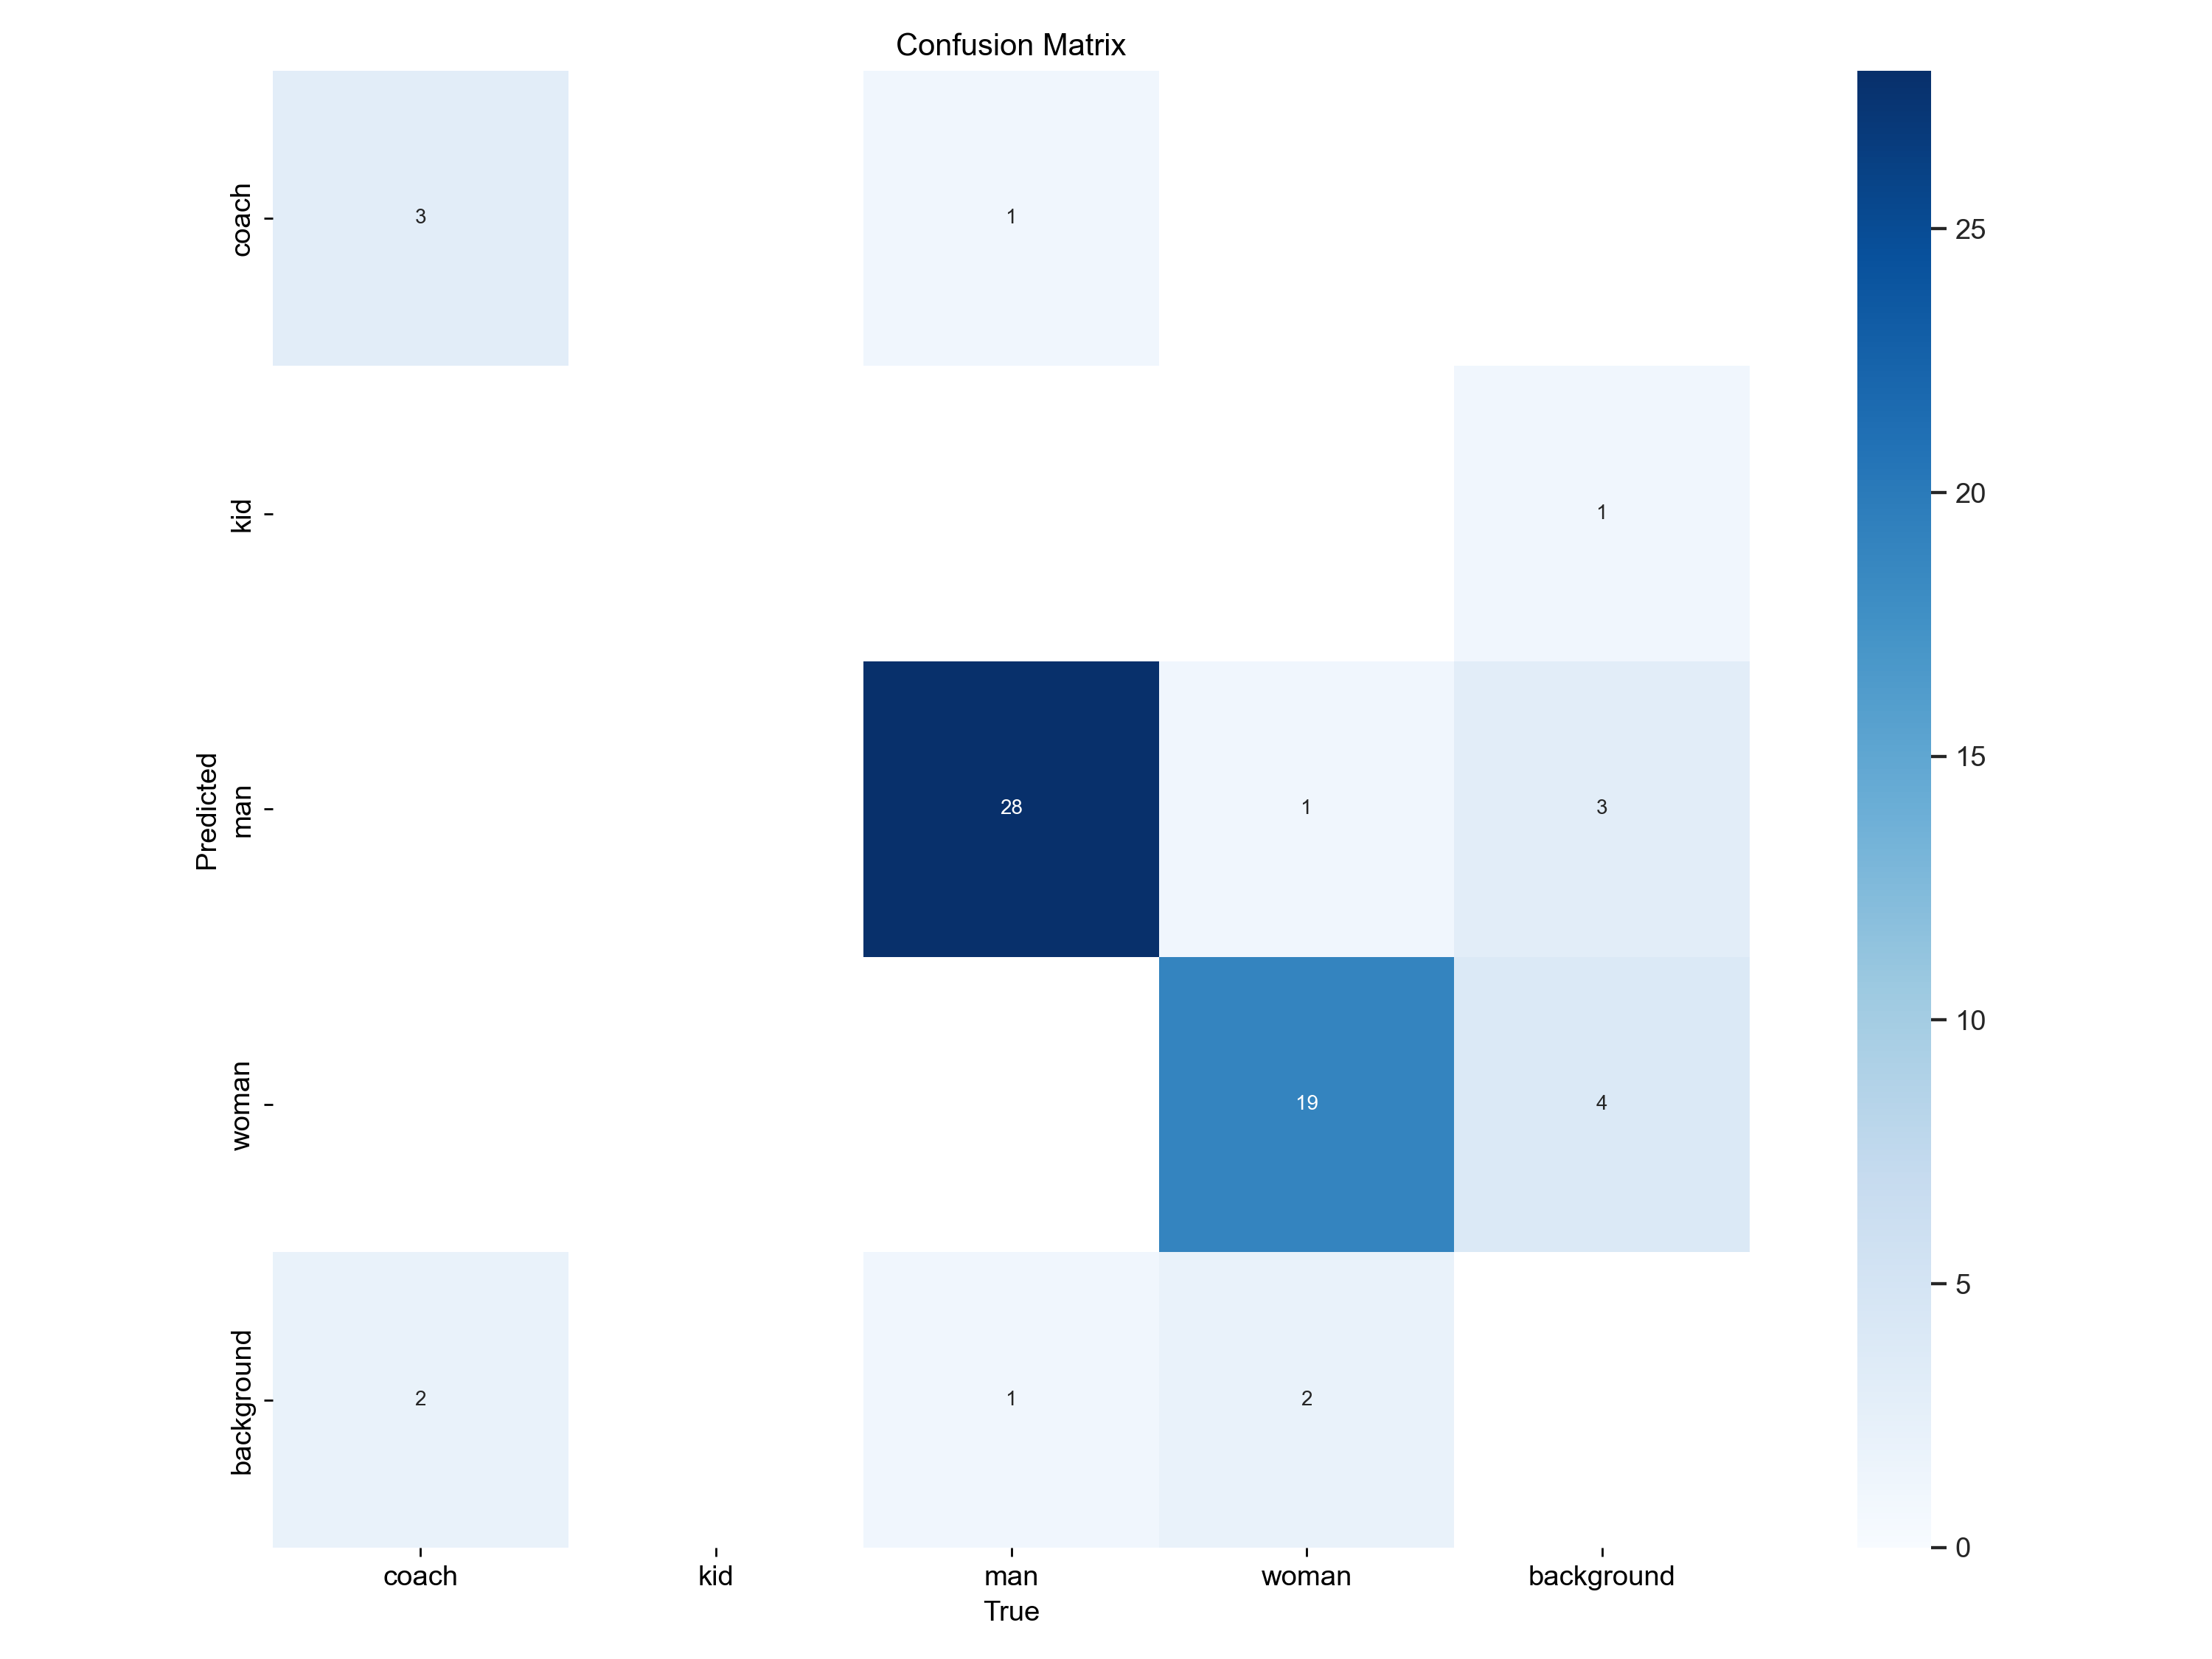 Confusion Matrix
coach
3
1
25
kid
1
20
Predicted
man
28
1
3
15
woman
19
4
10
background
2
1
2
5
0
coach kid man woman background
True